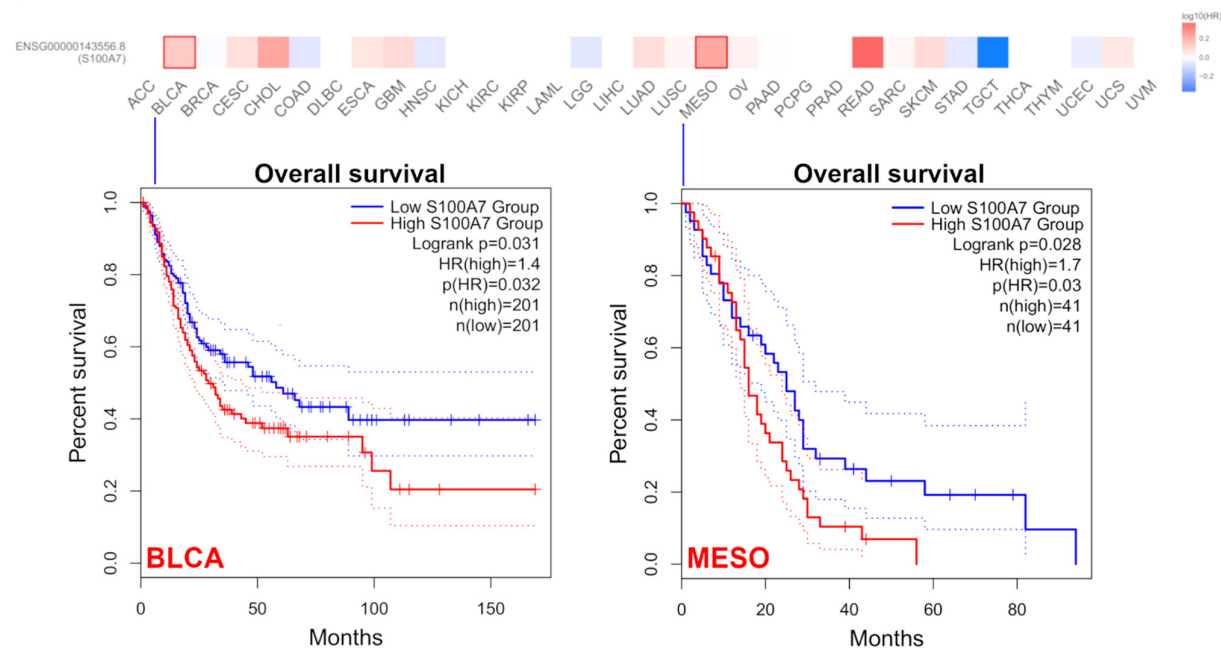 log10(HR)
ENSG00000143556.8
(S100A7)
0.2
0.0
-0.2
ACC
BLCA
BRCA
CESC
CHOL
COAD
DLBC
ESCA
GBM
HNSC
KICH
KIRC
KIRP
LAML
LGG
LIHC
LUAD
LUSC
MESO
OV
PAAD
PCPG
PRAD
READ
SARC
SKCM
STAD
TGCT
THCA
THYM
UCEC
UCS
UVM
Overall survival
Low S100A7 Group
High S100A7 Group
Logrank p=0.031
HR(high)=1.4
p(HR)=0.032
n(high)=201
n(low)=201
Percent survival
1.0
0.8
0.6
0.4
0.2
0.0
BLCA
0
50
100
150
Months
Overall survival
Low S100A7 Group
High S100A7 Group
Logrank p=0.028
HR(high)=1.7
p(HR)=0.03
n(high)=41
n(low)=41
Percent survival
1.0
0.8
0.6
0.4
0.2
0.0
MESO
0
20
40
60
80
Months